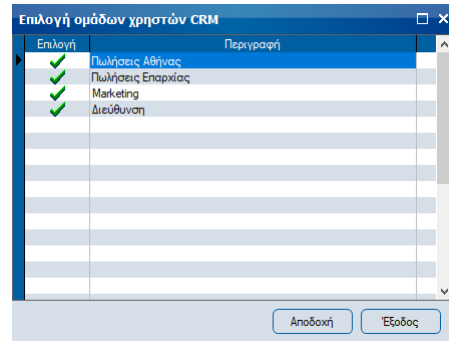 Επιλογή ομάδων χρηστών CRM
Επιλογή Περιγραφή
Πωλήσεις Αθήνας
Πωλήσεις Επαρχίας
Marketing
Διεύθυνση
Αποδοχή Έξοδος